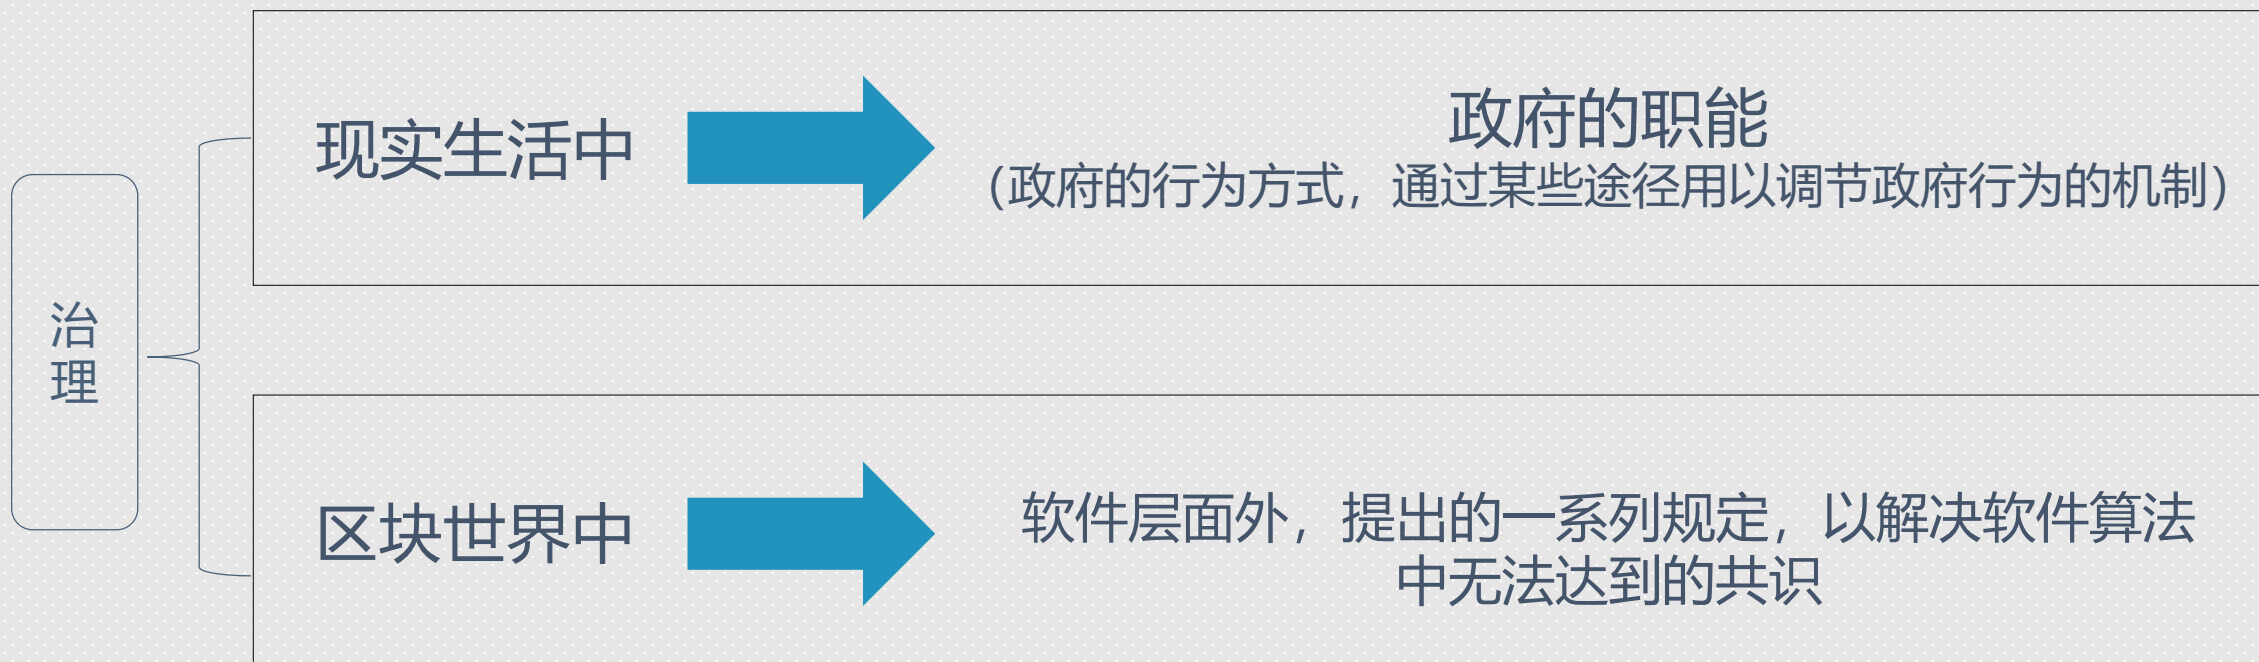 治
理
现实生活中
政府的职能
（政府的行为方式，通过某些途径用以调节政府行为的机制）
区块世界中
软件层面外，提出的一系列规定，以解决软件算法
中无法达到的共识